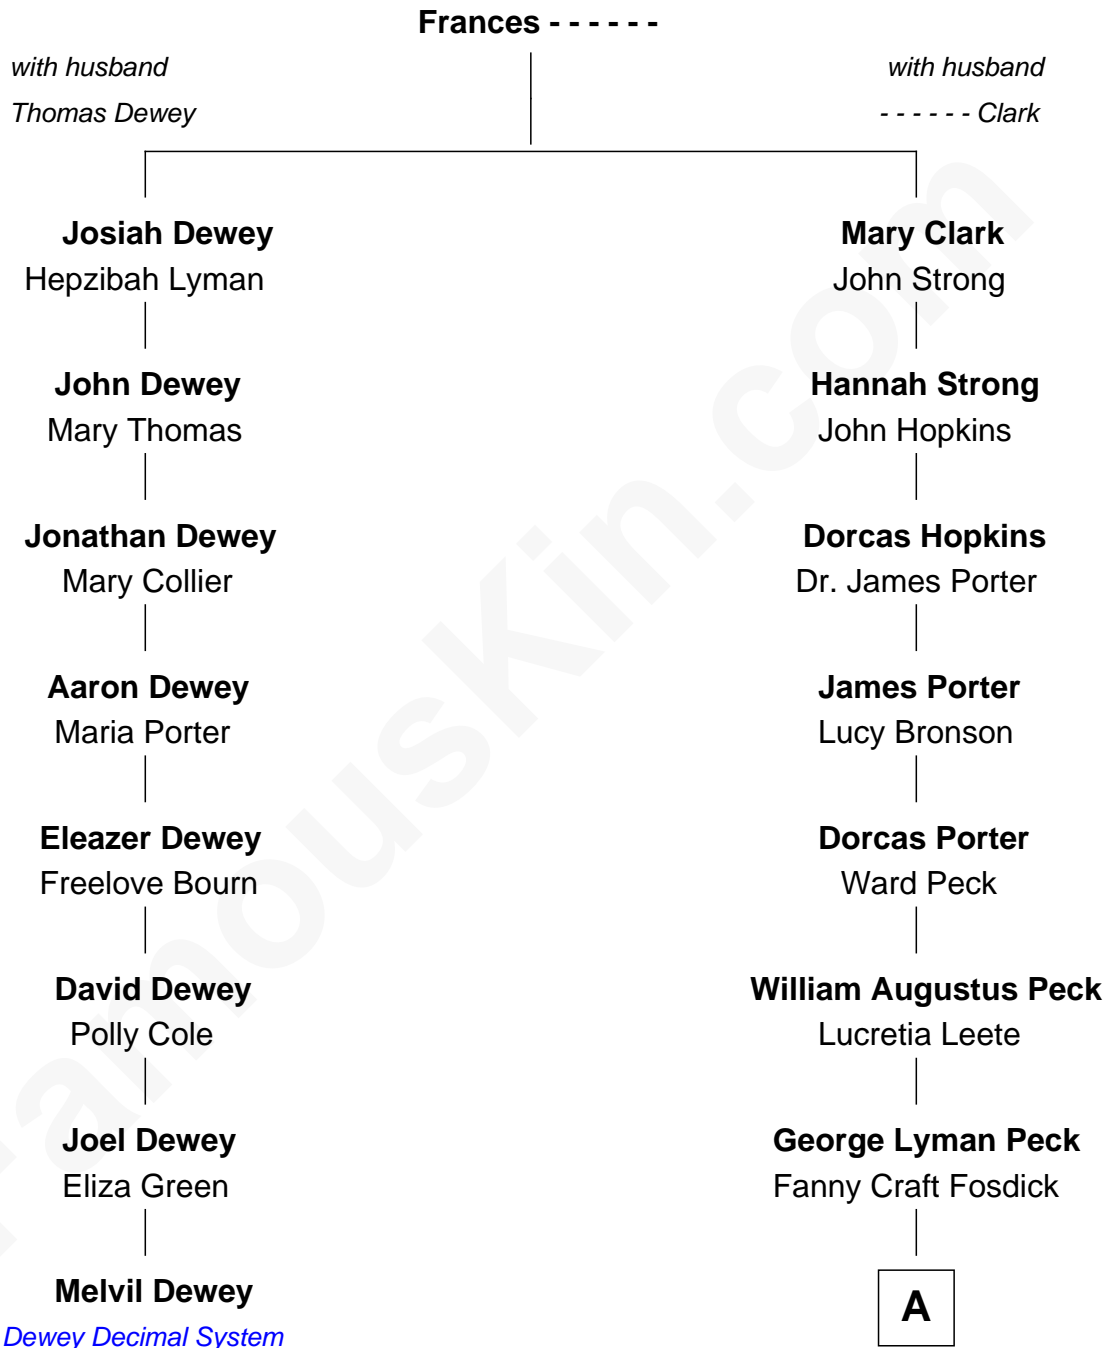 Frances - - - - - -
with husband
Thomas Dewey
with husband
- - - - - - Clark
Josiah Dewey
Hepzibah Lyman
Mary Clark
John Strong
John Dewey
Mary Thomas
Hannah Strong
John Hopkins
Jonathan Dewey
Mary Collier
Dorcas Hopkins
Dr. James Porter
Aaron Dewey
Maria Porter
James Porter
Lucy Bronson
Eleazer Dewey
Freelove Bourn
Dorcas Porter
Ward Peck
David Dewey
Polly Cole
William Augustus Peck
Lucretia Leete
Joel Dewey
Eliza Green
George Lyman Peck
Fanny Craft Fosdick
Melvil Dewey
Dewey Decimal System
A
FamousKin.com